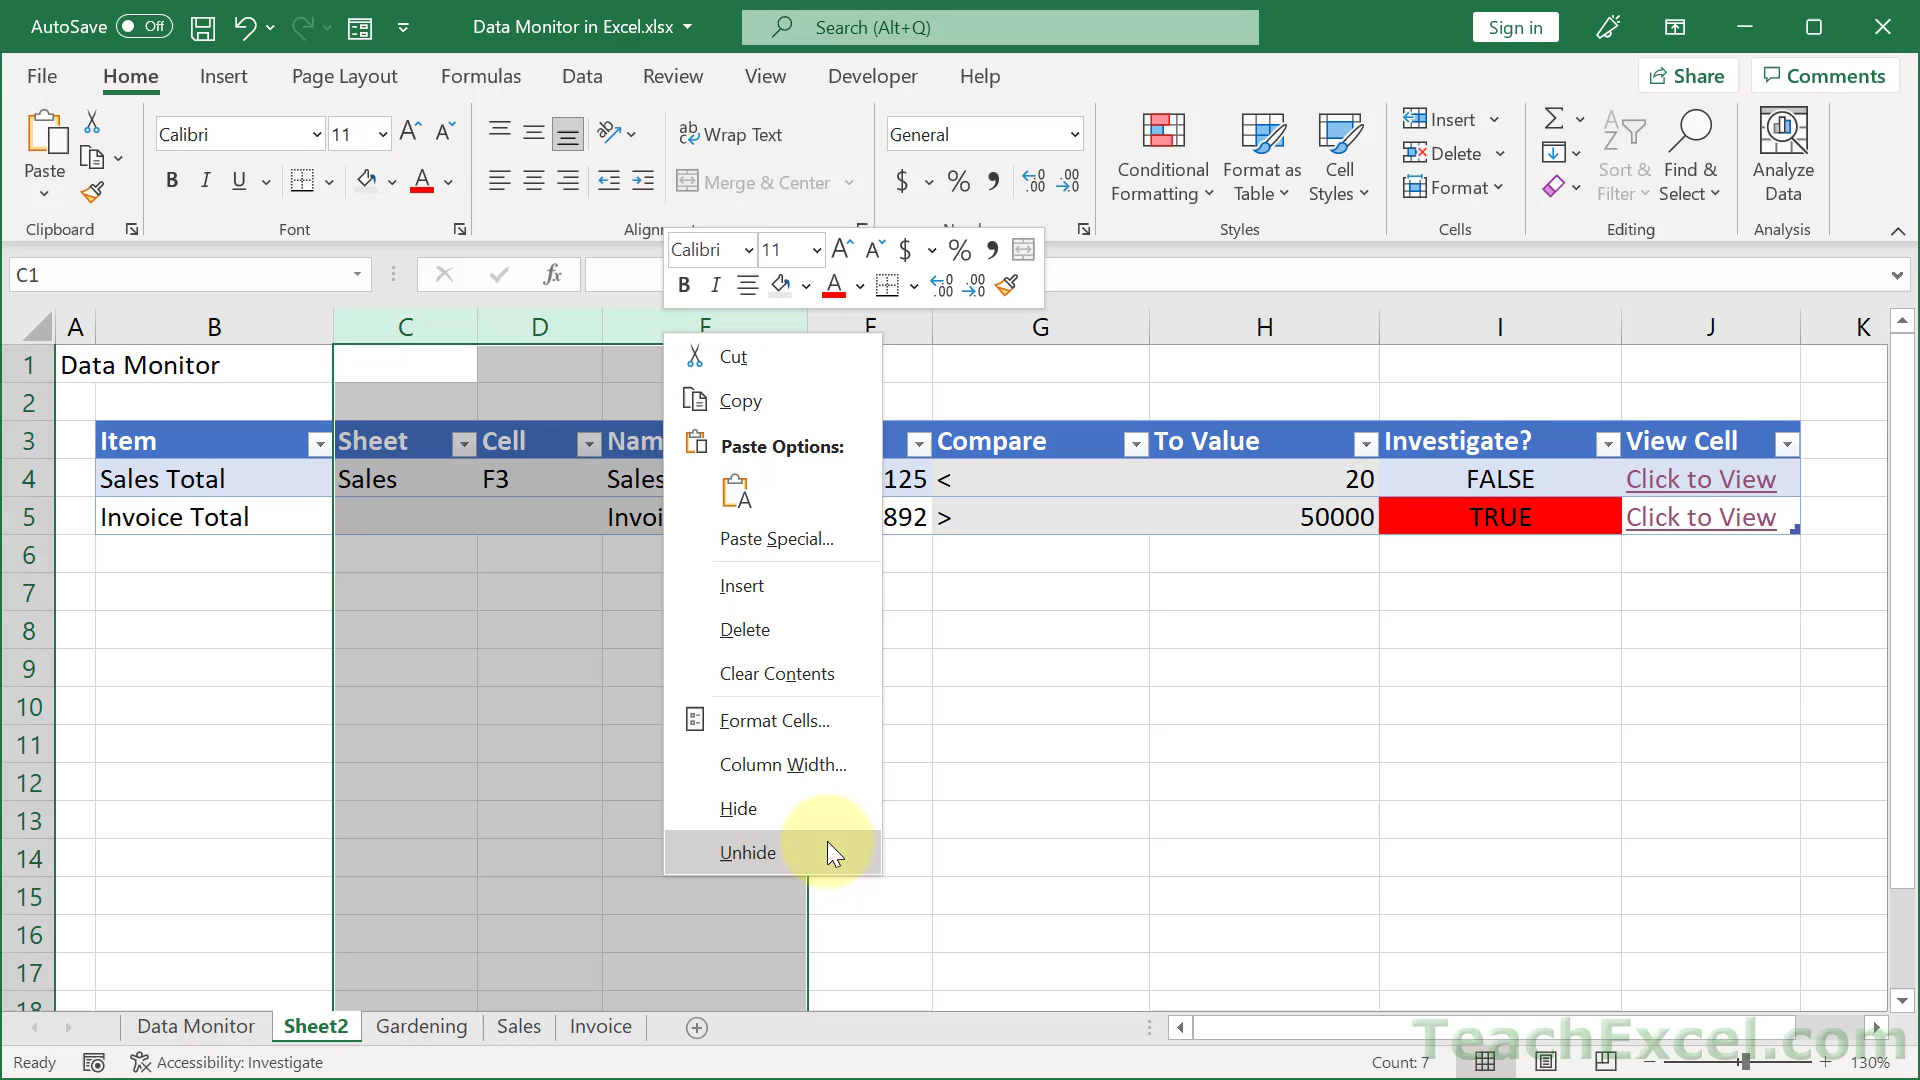 AutoSave Off Data Monitor in Excel.xlsx Search (Alt+Q) Sign in
File Home Insert Page Layout Formulas Data Review View Developer Help Share Comments
Paste Calibri 11 A A Wrap Text General Conditional Formatting Format as Table Cell Styles Insert Sort & Filter Find & Select Analyze Data
Delete
B I U A Merge & Center $ % Format
Clipboard Font Styles Cells Editing Analysis
Calibri 11 A A $ %
C1 fx
B I A
A B C D G H I J K
1 Data Monitor
2
3 Item Sheet Cell Nam Compare To Value Investigate? View Cell
4 Sales Total Sales F3 Sales 125 < 20 FALSE Click to View
5 Invoice Total Invoi 892 > 50000 TRUE Click to View
6
7
8
9
10
11
12
13
14
15
16
17
18
Cut
Copy
Paste Options:
Paste Special...
Insert
Delete
Clear Contents
Format Cells...
Column Width...
Hide
Unhide
Data Monitor Sheet2 Gardening Sales Invoice
TeachExcel.com
Ready Accessibility: Investigate Count: 7 130%